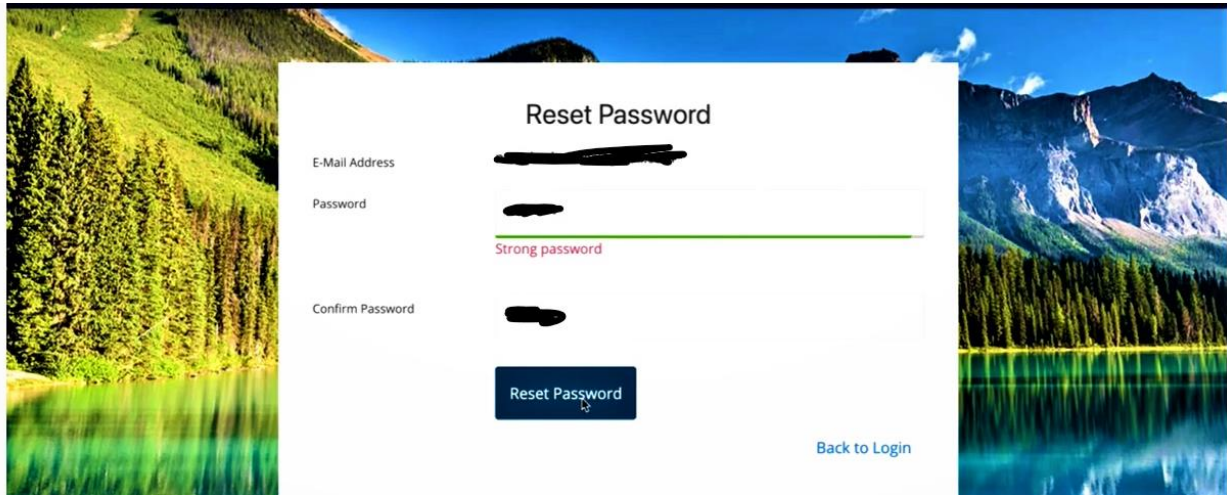 Reset Password
E-Mail Address
Password
Strong password
Confirm Password
Reset Password
Back to Login